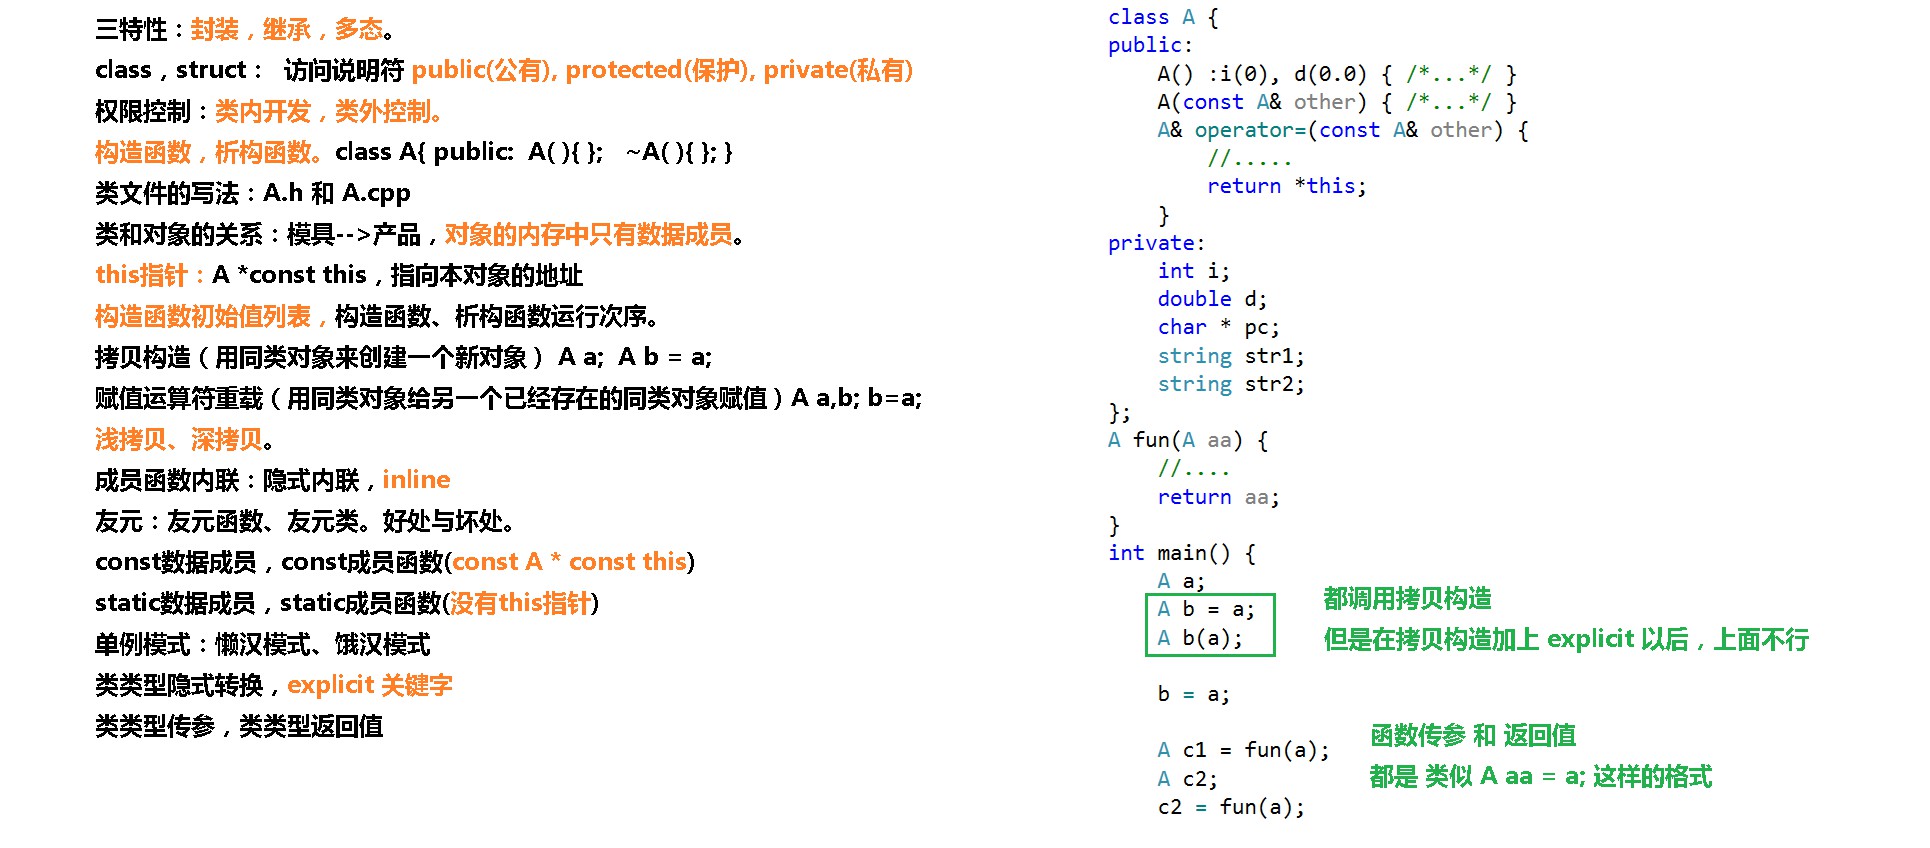 三特性：封装，继承，多态。
class，struct： 访问说明符 public(公有), protected(保护), private(私有)
权限控制：类内开发，类外控制。
构造函数，析构函数。class A{ public:  A( ){ };   ~A( ){ }; }
类文件的写法：A.h 和 A.cpp
类和对象的关系：模具-->产品，对象的内存中只有数据成员。
this指针：A *const this，指向本对象的地址
构造函数初始值列表，构造函数、析构函数运行次序。
拷贝构造（用同类对象来创建一个新对象） A a;  A b = a;
赋值运算符重载（用同类对象给另一个已经存在的同类对象赋值）A a,b; b=a;
浅拷贝、深拷贝。
成员函数内联：隐式内联，inline
友元：友元函数、友元类。好处与坏处。
const数据成员，const成员函数(const A * const this)
static数据成员，static成员函数(没有this指针)
单例模式：懒汉模式、饿汉模式
类类型隐式转换，explicit 关键字
类类型传参，类类型返回值
class A {
public:
    A() :i(0), d(0.0) { /*...*/ }
    A(const A& other) { /*...*/ }
    A& operator=(const A& other) {
        //.....
        return *this;
    }
private:
    int i;
    double d;
    char * pc;
    string str1;
    string str2;
};
A fun(A aa) {
    //....
    return aa;
}
int main() {
    A a;
    A b = a;
    A b(a);
都调用拷贝构造
但是在拷贝构造加上 explicit 以后，上面不行
    b = a;
    A c1 = fun(a);
    A c2;
    c2 = fun(a);
函数传参 和 返回值
都是 类似 A aa = a; 这样的格式